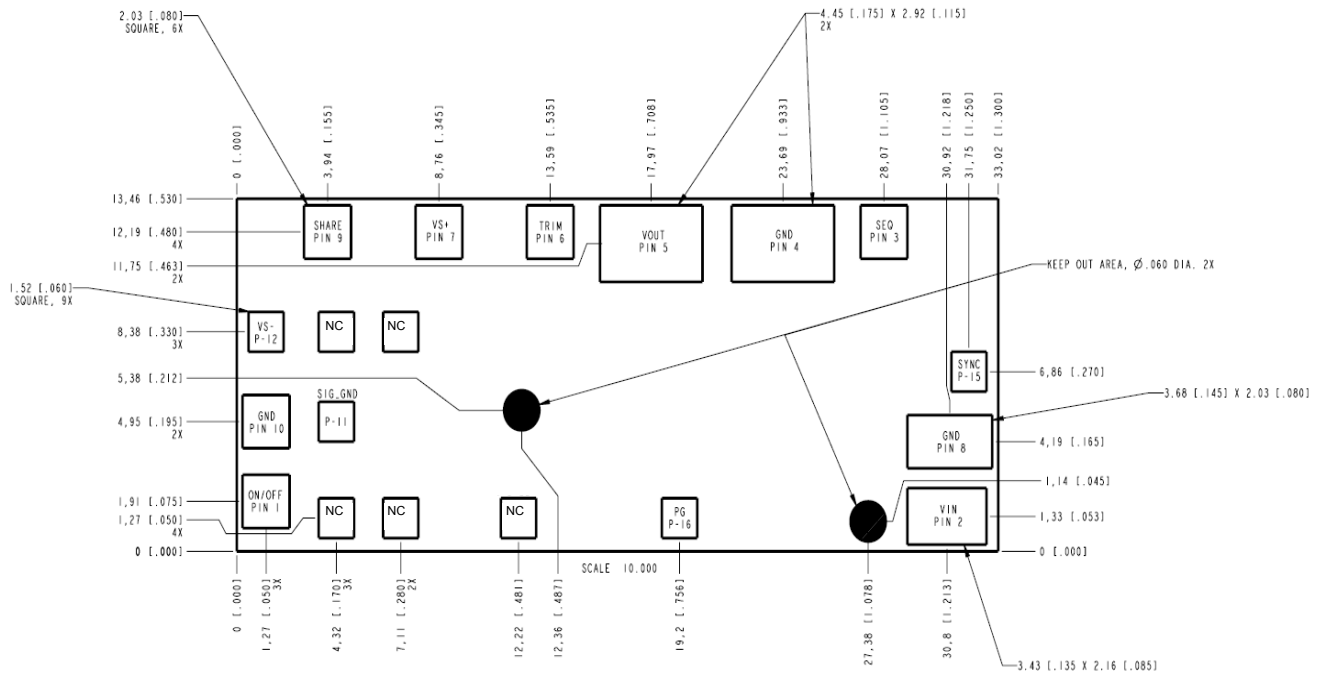 2.03 [.080]
SQUARE, 6X
4.45 [.175] X 2.92 [.115]
2X
0 [.000]
3,94 [.155]
8,76 [.345]
13,59 [.535]
17,97 [.708]
23,69 [.933]
28,07 [1.105]
30,92 [1.218]
31,75 [1.250]
33,02 [1.300]
13,46 [.530]
12,19 [.480]
4X
11,75 [.463]
2X
SHARE
PIN 9
VS+
PIN 7
TRIM
PIN 6
VOUT
PIN 5
GND
PIN 4
SEQ
PIN 3
KEEP OUT AREA, Ø.060 DIA. 2X
1.52 [.060]
SQUARE, 9X
8,38 [.330]
3X
VS-
P-12
NC
NC
5,38 [.212]
SYNC
P-15
6,86 [.270]
3.68 [.145] X 2.03 [.080]
4,95 [.195]
2X
GND
PIN 10
SIG_GND
P-11
GND
PIN 8
4,19 [.165]
1,14 [.045]
1,91 [.075]
1,27 [.050]
4X
0 [.000]
ON/OFF
PIN 1
NC
NC
NC
PG
P-16
VIN
PIN 2
1,33 [.053]
0 [.000]
SCALE 10.000
0 [.000]
1,27 [.050]
3X
4,32 [.170]
3X
7,11 [.280]
2X
12,22 [.481]
12,36 [.487]
19,2 [.756]
27,38 [1.078]
30,8 [1.213]
3.43 [.135 X 2.16 [.085]